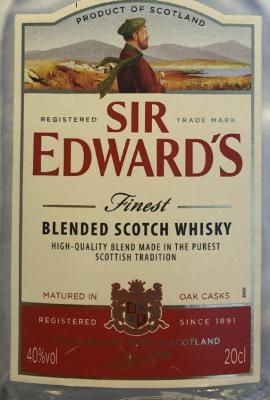 PRODUCT OF SCOTLAND
REGISTERED TRADE MARK
SIR
EDWARD'S
Finest
BLENDED SCOTCH WHISKY
HIGH-QUALITY BLEND MADE IN THE PUREST
SCOTTISH TRADITION
MATURED IN OAK CASKS
REGISTERED SINCE 1891
SCOTLAND
40%vol 20cl